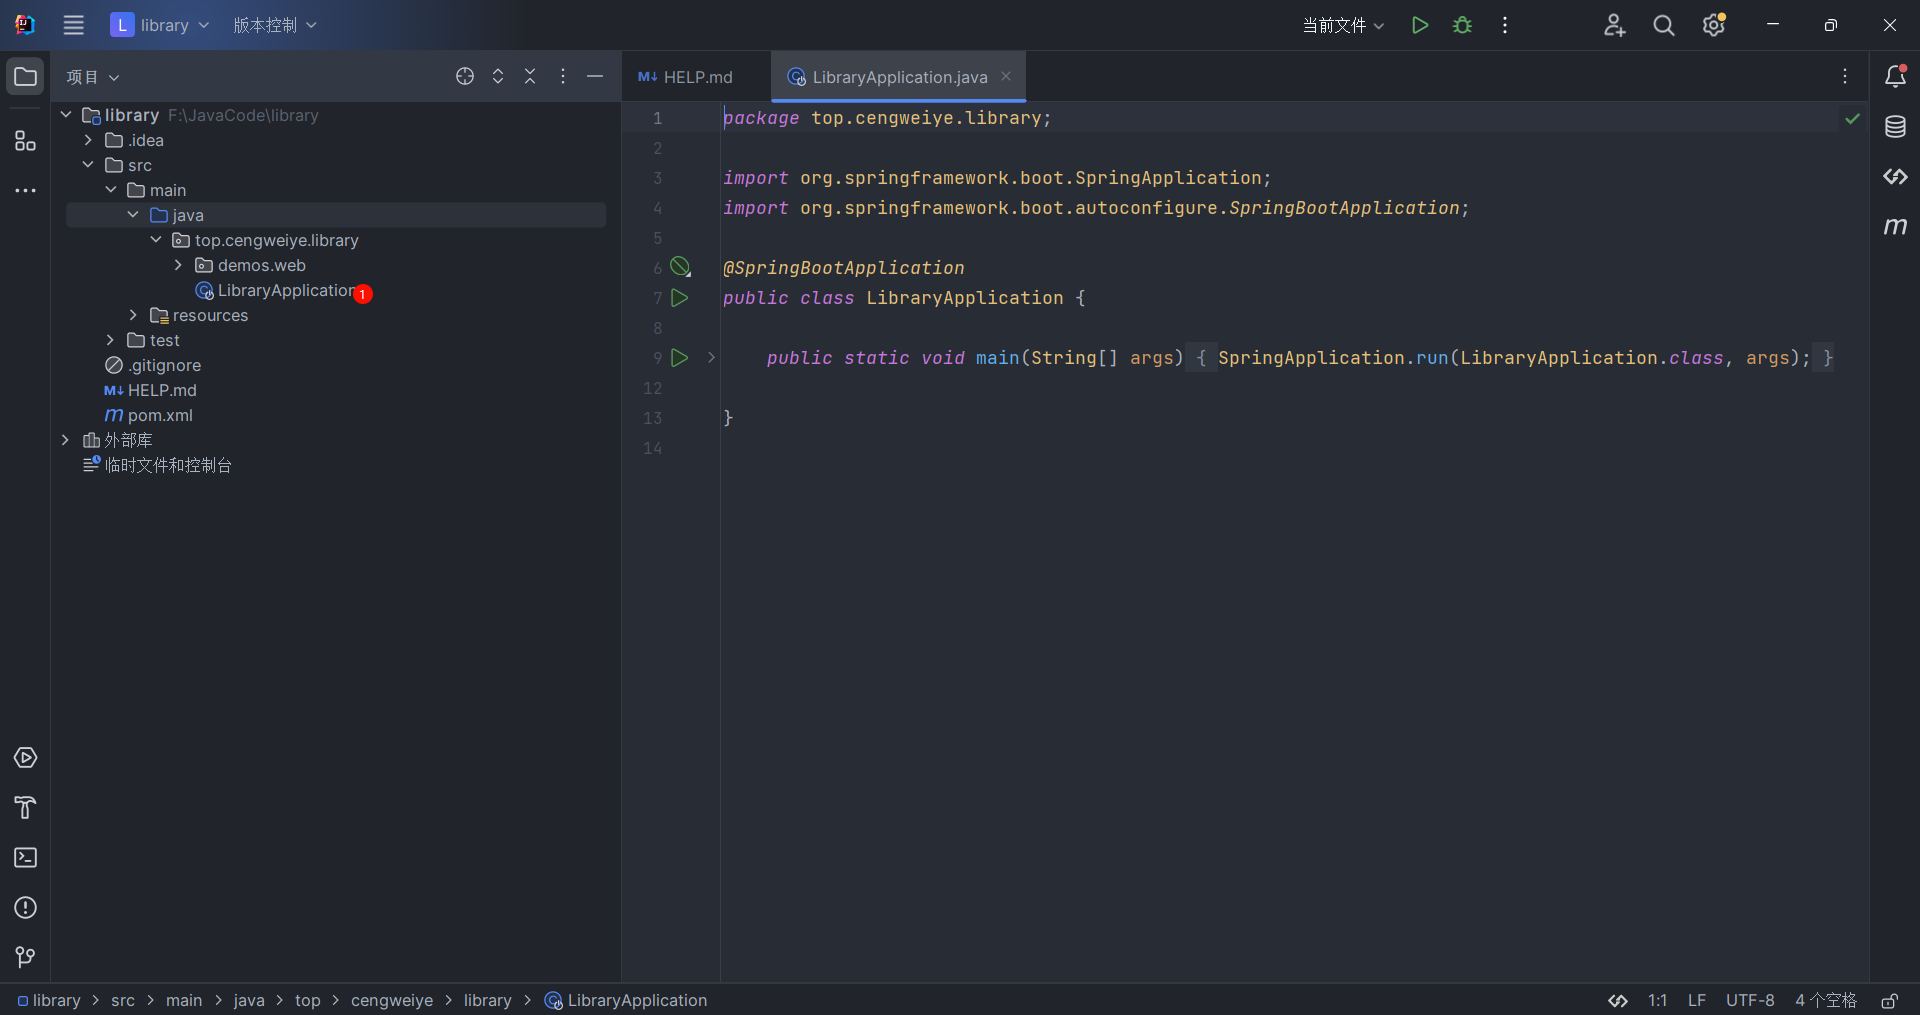 L library 版本控制 当前文件
项目
HELP.md LibraryApplication.java
library F:\JavaCode\library
.idea
src
main
java
top.cengweiye.library
demos.web
LibraryApplication 1
resources
test
.gitignore
M↓ HELP.md
m pom.xml
外部库
临时文件和控制台
1 package top.cengweiye.library;
2
3 import org.springframework.boot.SpringApplication;
4 import org.springframework.boot.autoconfigure.SpringBootApplication;
5
6 @SpringBootApplication
7 public class LibraryApplication {
8
9 public static void main(String[] args) { SpringApplication.run(LibraryApplication.class, args); }
12
13 }
14
m
library > src > main > java > top > cengweiye > library > LibraryApplication 1:1 LF UTF-8 4 个空格